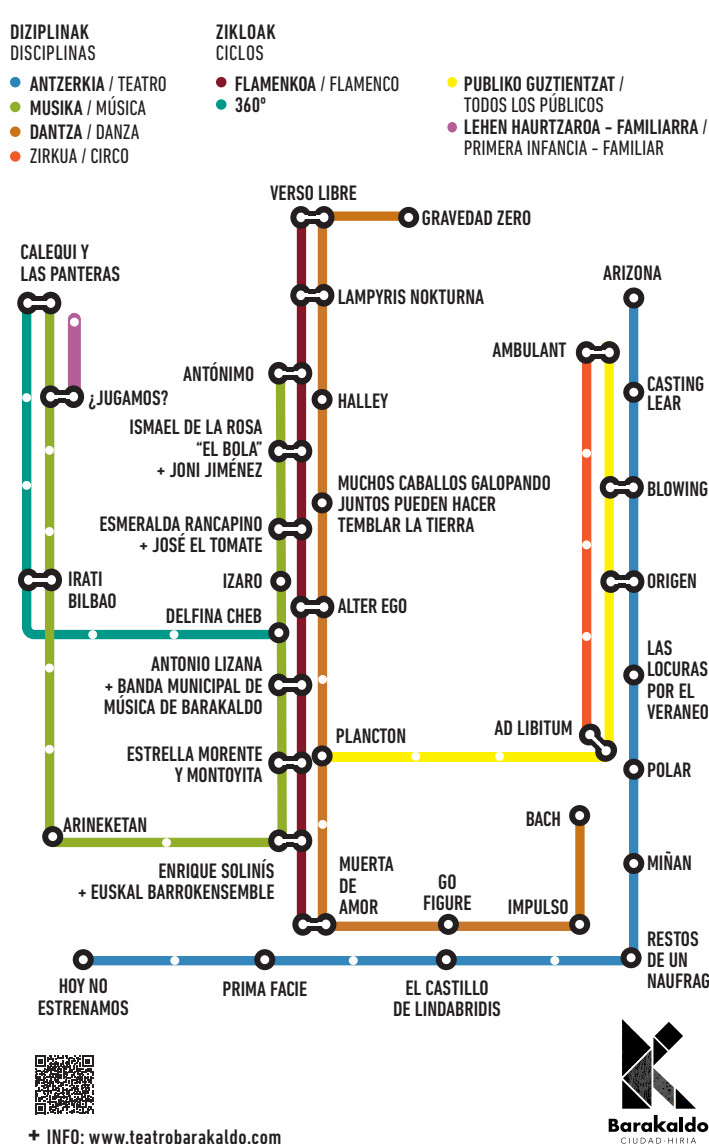 DIZIPLINAK
DISCIPLINAS
ANTZERKIA / TEATRO
MUSIKA / MÚSICA
DANTZA / DANZA
ZIRKUA / CIRCO
ZIKLOAK
CICLOS
FLAMENKOA / FLAMENCO
360º
PUBLIKO GUZTIENTZAT /
TODOS LOS PÚBLICOS
LEHEN HAURTZAROA - FAMILIARRA /
PRIMERA INFANCIA - FAMILIAR
VERSO LIBRE
GRAVEDAD ZERO
CALEQUI Y
LAS PANTERAS
LAMPYRIS NOKTURNA
ARIZONA
AMBULANT
ANTÓNIMO
¿JUGAMOS?
HALLEY
CASTING
LEAR
ISMAEL DE LA ROSA
“EL BOLA”
+ JONI JIMÉNEZ
MUCHOS CABALLOS GALOPANDO
JUNTOS PUEDEN HACER
TEMBLAR LA TIERRA
BLOWING
ESMERALDA RANCAPINO
+ JOSÉ EL TOMATE
IRATI
BILBAO
IZARO
ORIGEN
DELFINA CHEB
ALTER EGO
ANTONIO LIZANA
+ BANDA MUNICIPAL DE
MÚSICA DE BARAKALDO
LAS
LOCURAS
POR EL
VERANEO
ESTRELLA MORENTE
Y MONTOYITA
PLANCTON
AD LIBITUM
POLAR
ARINEKETAN
BACH
ENRIQUE SOLINÍS
+ EUSKAL BARROKENSEMBLE
MUERTA
DE
AMOR
GO
FIGURE
IMPULSO
MIÑAN
RESTOS
DE UN
NAUFRAG
HOY NO
ESTRENAMOS
PRIMA FACIE
EL CASTILLO
DE LINDABRIDIS
+ INFO: www.teatrobarakaldo.com
Barakaldo
CIUDAD·HIRIA